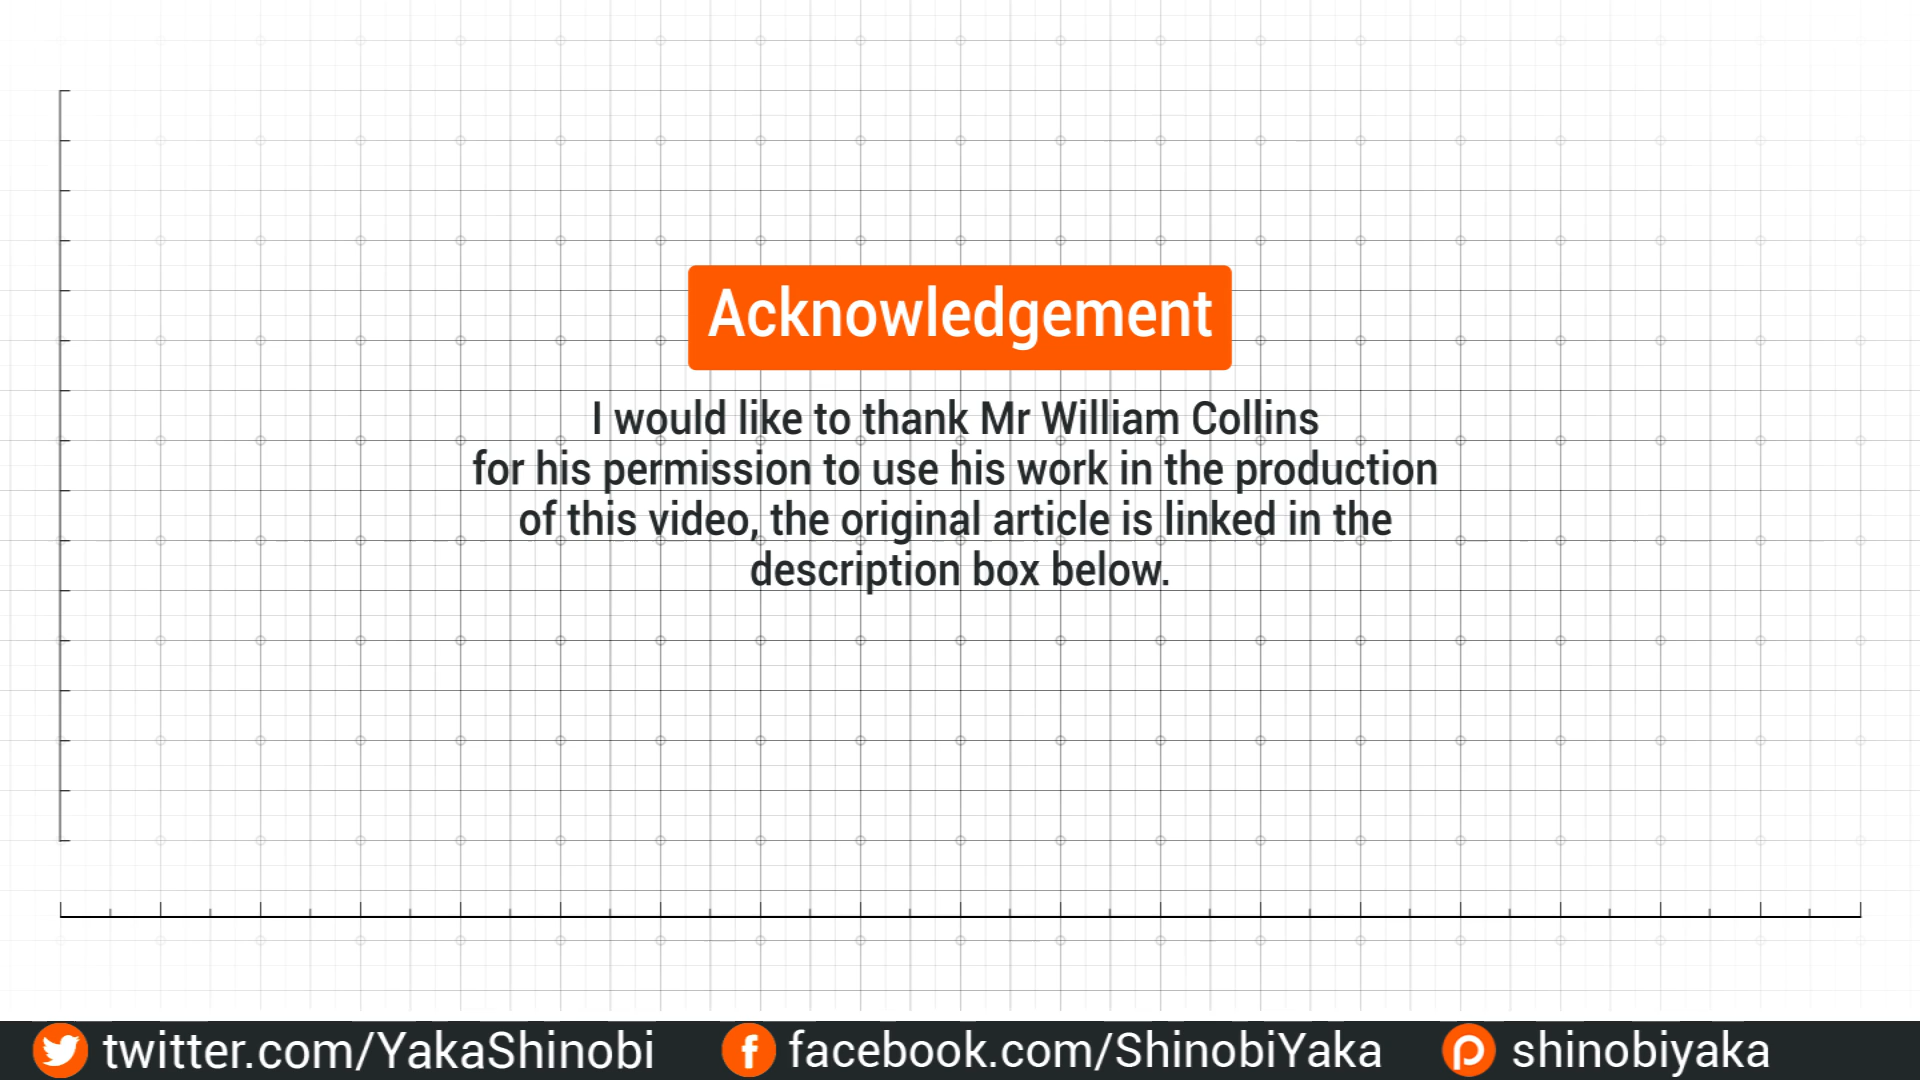 Acknowledgement
I would like to thank Mr William Collins
for his permission to use his work in the production
of this video, the original article is linked in the
description box below.
twitter.com/YakaShinobi
facebook.com/ShinobiYaka
shinobiyaka